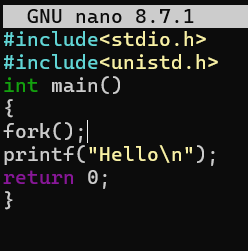 GNU nano 8.7.1
#include<stdio.h>
#include<unistd.h>
int main()
{
fork();
printf("Hello\n");
return 0;
}